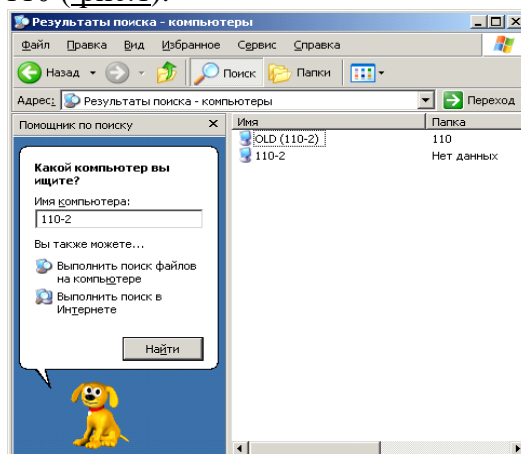 Результаты поиска - компьютеры
Файл Правка Вид Избранное Сервис Справка
Назад Поиск Папки
Адрес: Результаты поиска - компьютеры Переход
Помощник по поиску
Имя Папка
OLD (110-2) 110
110-2 Нет данных
Какой компьютер вы
ищите?
Имя компьютера:
110-2
Вы также можете...
Выполнить поиск файлов
на компьютере
Выполнить поиск в
Интернете
Найти